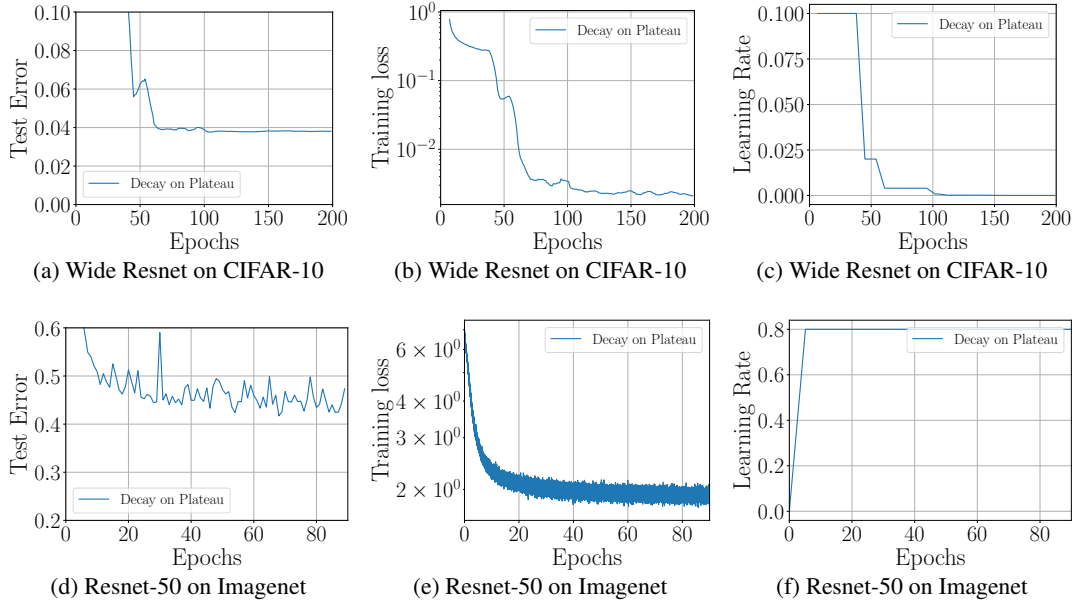 0.10
0.08
0.06
0.04
0.02
0.00
Test Error
50
100
150
200
Epochs
Decay on Plateau
(a) Wide Resnet on CIFAR-10
10^0
10^−1
10^−2
Training loss
0
50
100
150
200
Epochs
Decay on Plateau
(b) Wide Resnet on CIFAR-10
0.100
0.075
0.050
0.025
0.000
Learning Rate
0
50
100
150
200
Epochs
Decay on Plateau
(c) Wide Resnet on CIFAR-10
0.6
0.5
0.4
0.3
0.2
Test Error
0
20
40
60
80
Epochs
Decay on Plateau
(d) Resnet-50 on Imagenet
6 × 10^0
4 × 10^0
3 × 10^0
2 × 10^0
Training loss
0
20
40
60
80
Epochs
Decay on Plateau
(e) Resnet-50 on Imagenet
0.8
0.6
0.4
0.2
0.0
Learning Rate
0
20
40
60
80
Epochs
Decay on Plateau
(f) Resnet-50 on Imagenet